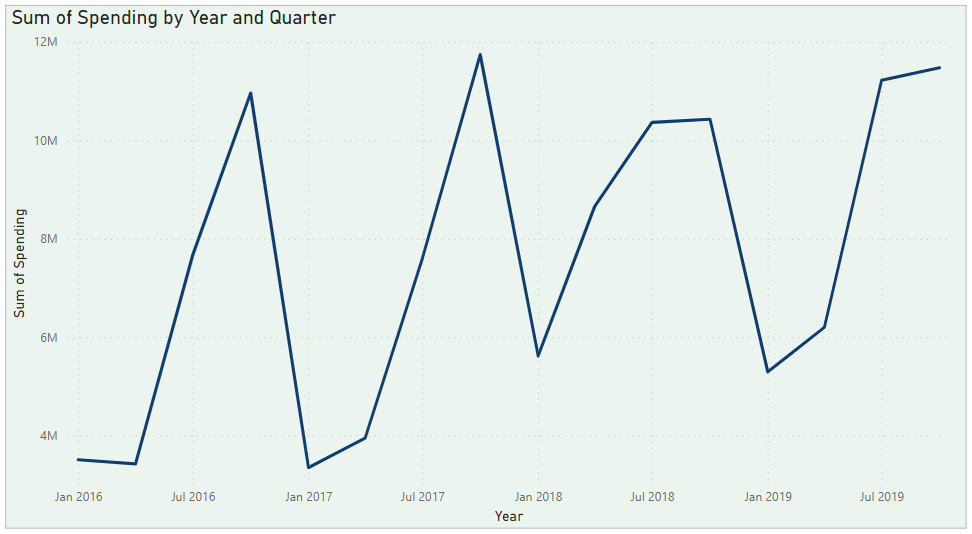 Sum of Spending by Year and Quarter
12M
10M
8M
6M
4M
Sum of Spending
Jan 2016 Jul 2016 Jan 2017 Jul 2017 Jan 2018 Jul 2018 Jan 2019 Jul 2019
Year